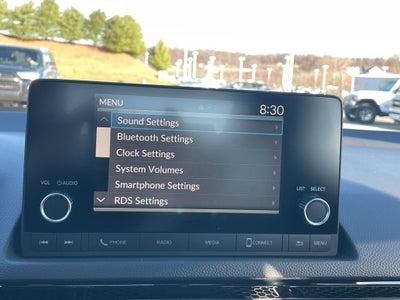 MENU
8:30
Sound Settings
Bluetooth Settings
Clock Settings
System Volumes
Smartphone Settings
RDS Settings
VOL AUDIO
LIST SELECT
PHONE RADIO MEDIA CONNECT MENU